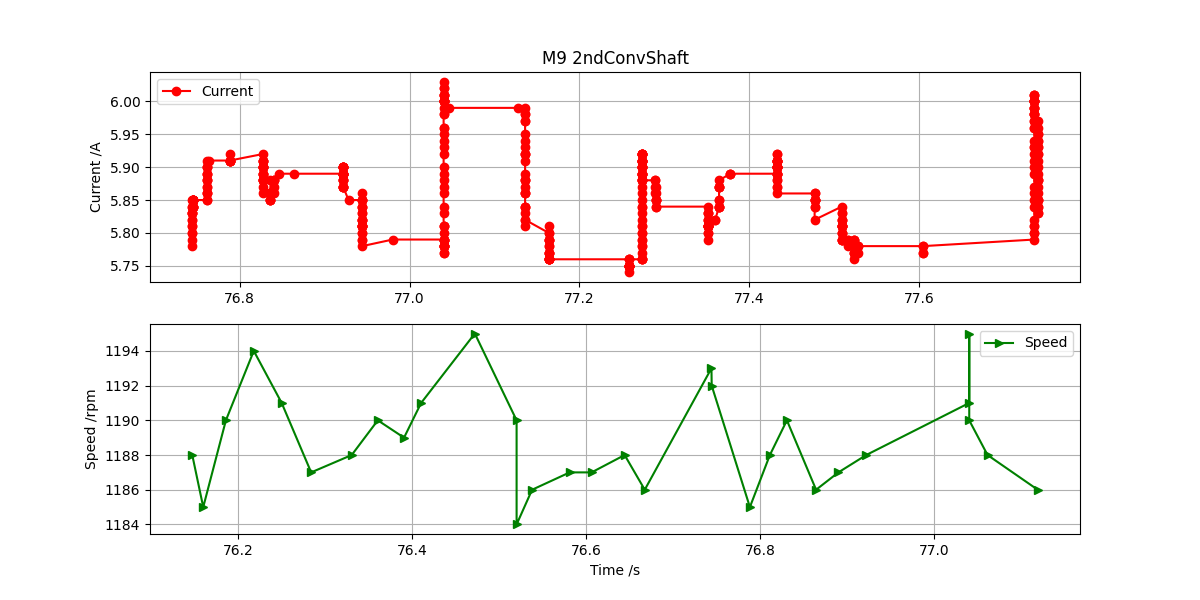 M9 2ndConvShaft
Current /A
6.00
5.95
5.90
5.85
5.80
5.75
Current
76.8 77.0 77.2 77.4 77.6
Speed /rpm
1194
1192
1190
1188
1186
1184
Speed
76.2 76.4 76.6 76.8 77.0
Time /s